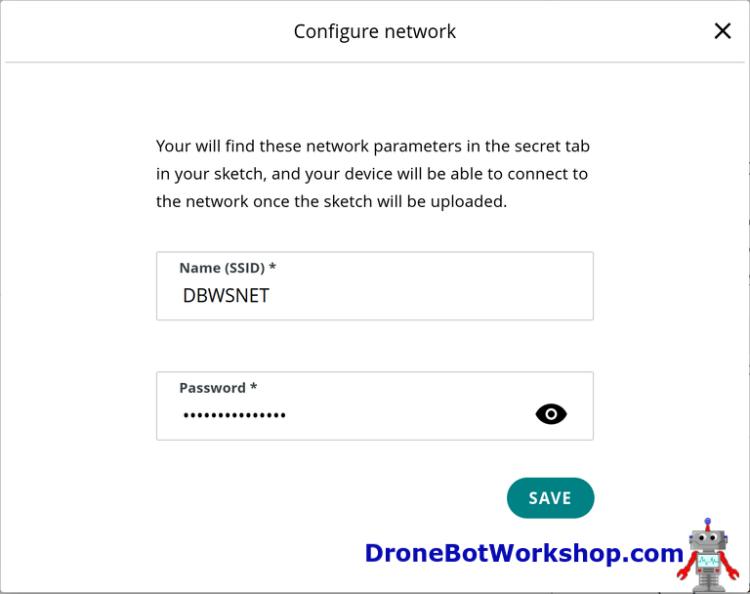 Configure network
Your will find these network parameters in the secret tab
in your sketch, and your device will be able to connect to
the network once the sketch will be uploaded.
Name (SSID) *
DBWSNET
Password *
•••••••••••••••
SAVE
DroneBotWorkshop.com